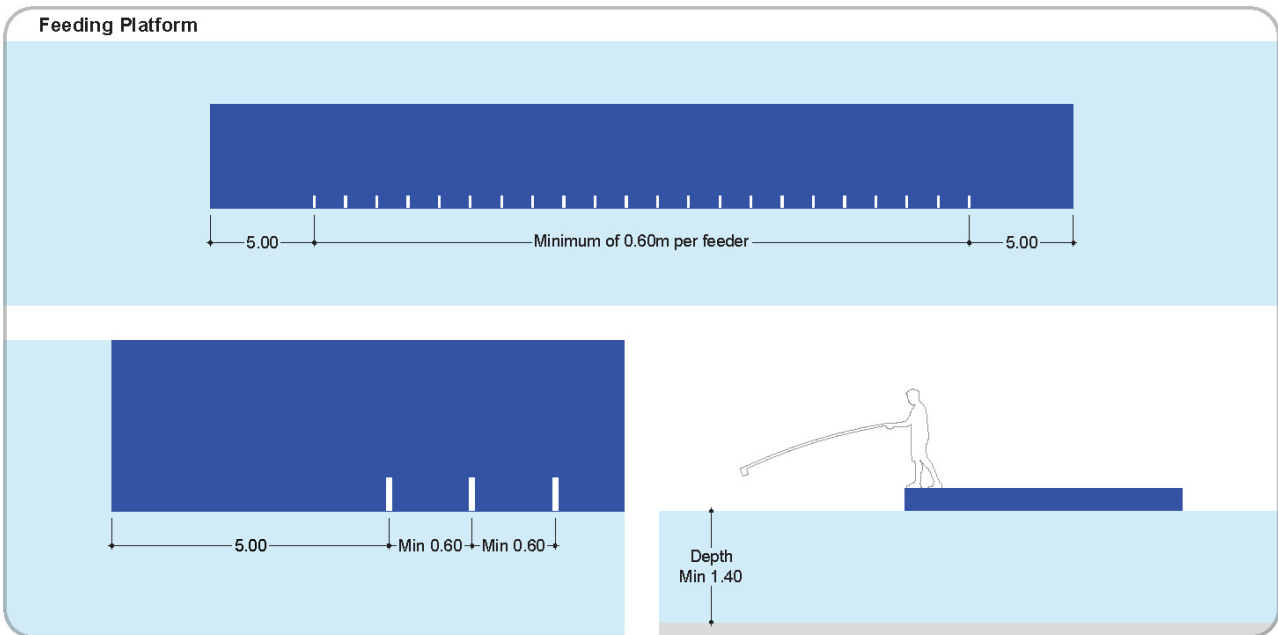 Feeding Platform
5.00
Minimum of 0.60m per feeder
5.00
5.00
Min 0.60
Min 0.60
Depth
Min 1.40